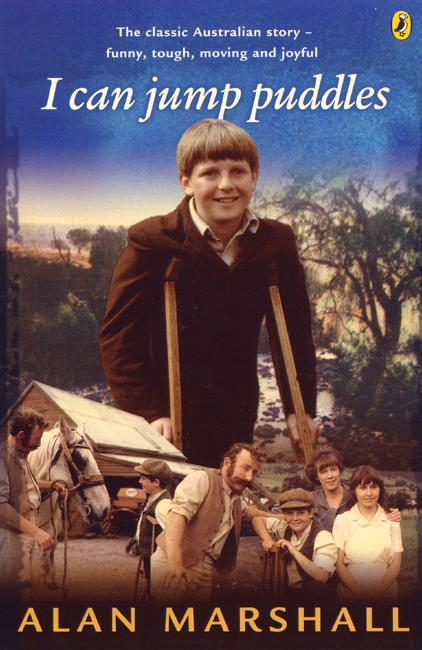 The classic Australian story –
funny, tough, moving and joyful
I can jump puddles
ALAN MARSHALL